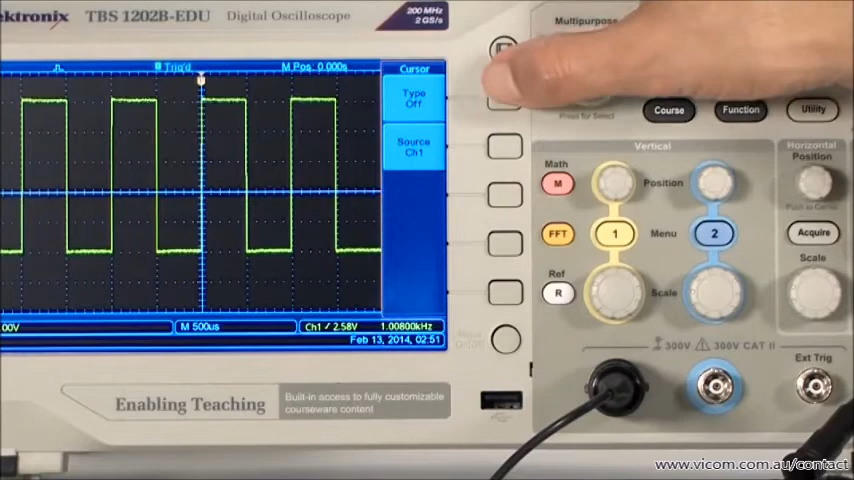 ektronix TBS 1202B-EDU Digital Oscilloscope
200 MHz
2 GS/s
Multipurpose
Trig'd M Pos: 0.000s
Cursor
Type
Off
Source
Ch1
Press for Select
Course Function Utility
Vertical
Horizontal
Math
M
Position
Position
FFT
1 Menu 2
Acquire
Ref
R
Scale
Scale
00V M 500us Ch1 2.58V 1.00800kHz
Feb 13, 2014, 02:51
300V 300V CAT II
Ext Trig
Enabling Teaching
Built-in access to fully customizable
courseware content
www.vicom.com.au/contact